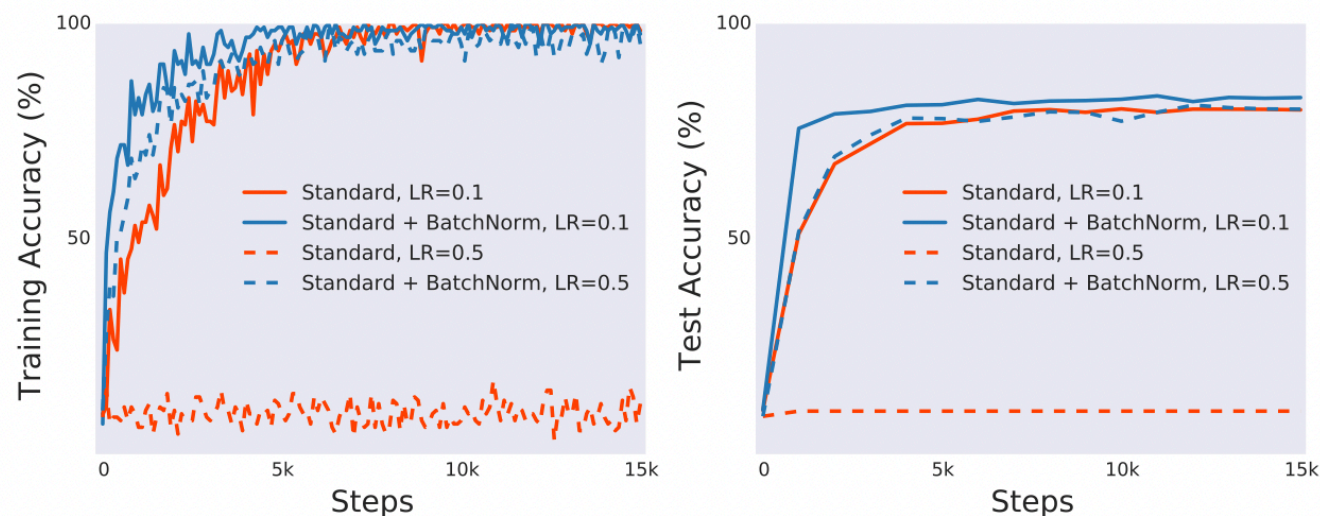 Training Accuracy (%)
100
50
Standard, LR=0.1
Standard + BatchNorm, LR=0.1
Standard, LR=0.5
Standard + BatchNorm, LR=0.5
0 5k 10k 15k
Steps
Test Accuracy (%)
100
50
Standard, LR=0.1
Standard + BatchNorm, LR=0.1
Standard, LR=0.5
Standard + BatchNorm, LR=0.5
0 5k 10k 15k
Steps